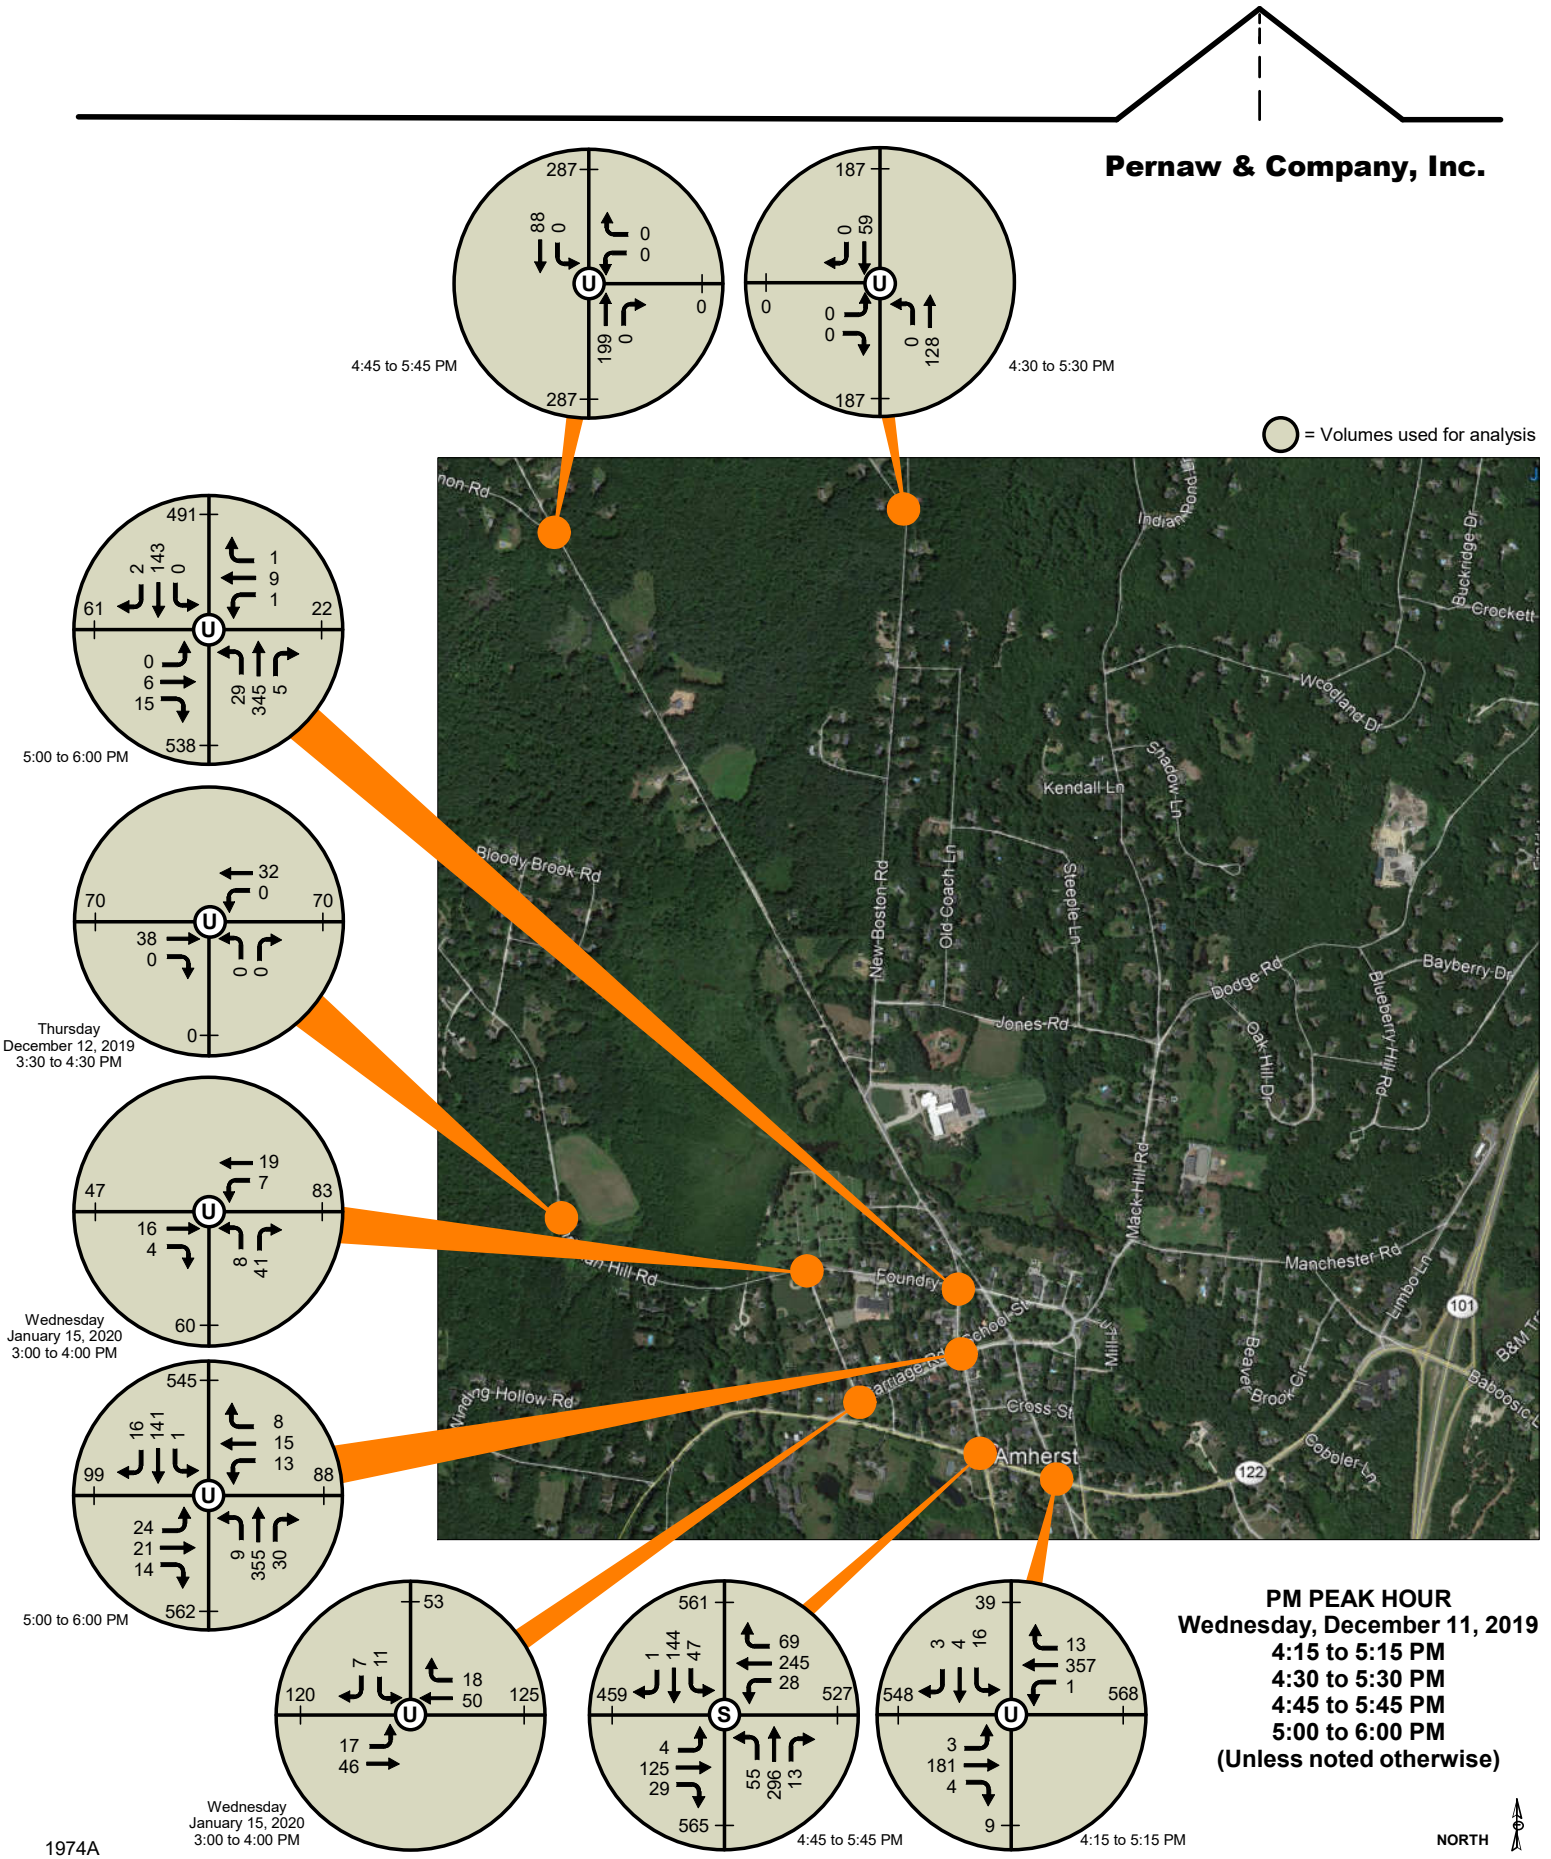 Pernaw & Company, Inc.
287
88
0
0
0
U
0
199
0
287
4:45 to 5:45 PM
187
0
59
U
0
0
0
0
128
187
4:30 to 5:30 PM
= Volumes used for analysis
491
2
143
0
1
9
1
61
22
U
0
6
15
29
345
5
538
5:00 to 6:00 PM
32
0
70
70
U
38
0
0
0
0
Thursday
December 12, 2019
3:30 to 4:30 PM
19
7
47
83
U
16
4
8
41
60
Wednesday
January 15, 2020
3:00 to 4:00 PM
545
16
141
1
8
15
13
99
88
U
24
21
14
9
355
30
562
5:00 to 6:00 PM
53
7
11
18
50
120
125
U
17
46
Wednesday
January 15, 2020
3:00 to 4:00 PM
561
1
144
47
69
245
28
459
527
S
4
125
29
55
296
13
565
4:45 to 5:45 PM
39
3
4
16
13
357
1
548
568
U
3
181
4
9
4:15 to 5:15 PM
non Rd
Indian Pond Ln
Buckridge Dr
Crockett
Woodland Dr
Shadow Ln
Kendall Ln
Bloody Brook Rd
New Boston Rd
Old Coach Ln
Steeple Ln
Dodge Rd
Bayberry Dr
Blueberry Hill Rd
Oak Hill Dr
Jones Rd
Mack Hill Rd
Manchester Rd
Limbo Ln
101
B&M
Hill Rd
Foundry
School St
Mill
Carriage Rd
Beaver Brook Cir
Baboosic
Winding Hollow Rd
Cross St
Cobbler Ln
Amherst
122
PM PEAK HOUR
Wednesday, December 11, 2019
4:15 to 5:15 PM
4:30 to 5:30 PM
4:45 to 5:45 PM
5:00 to 6:00 PM
(Unless noted otherwise)
NORTH
1974A